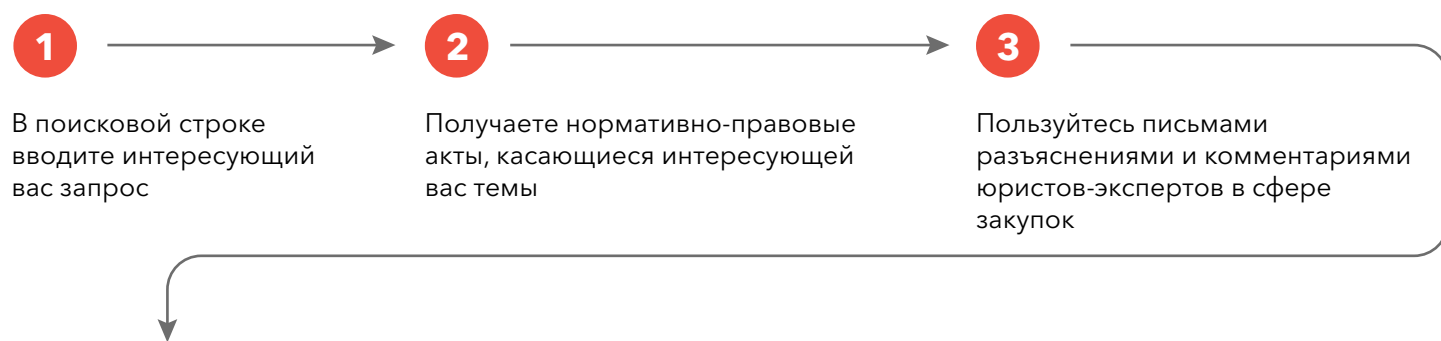 1
В поисковой строке
вводите интересующий
вас запрос
2
Получаете нормативно-правовые
акты, касающиеся интересующей
вас темы
3
Пользуйтесь письмами
разъяснениями и комментариями
юристов-экспертов в сфере
закупок